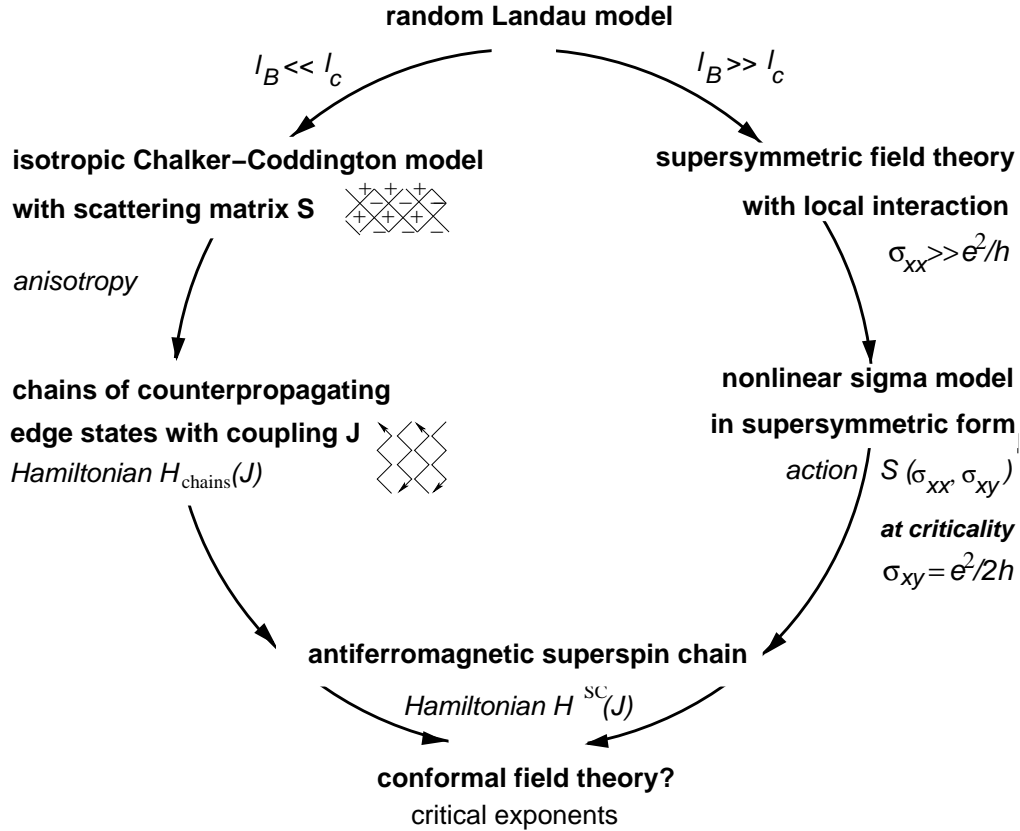 random Landau model
l_B << l_c
l_B >> l_c
isotropic Chalker–Coddington model
with scattering matrix S
+ + +
– – –
+ + +
– – –
anisotropy
chains of counterpropagating
edge states with coupling J
Hamiltonian H_chains(J)
supersymmetric field theory
with local interaction
σ_xx >> e²/h
nonlinear sigma model
in supersymmetric form
action S (σ_xx, σ_xy)
at criticality
σ_xy = e²/2h
antiferromagnetic superspin chain
Hamiltonian H^SC(J)
conformal field theory?
critical exponents